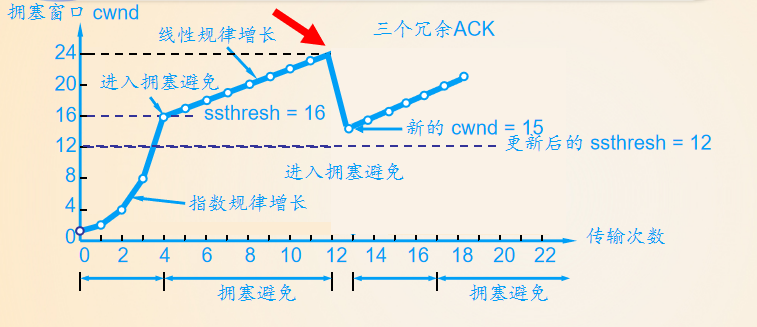 拥塞窗口 cwnd
三个冗余ACK
线性规律增长
24
20
进入拥塞避免
16
ssthresh = 16
新的 cwnd = 15
12
更新后的 ssthresh = 12
进入拥塞避免
8
指数规律增长
4
0
传输次数
0 2 4 6 8 10 12 14 16 18 20 22
拥塞避免
拥塞避免